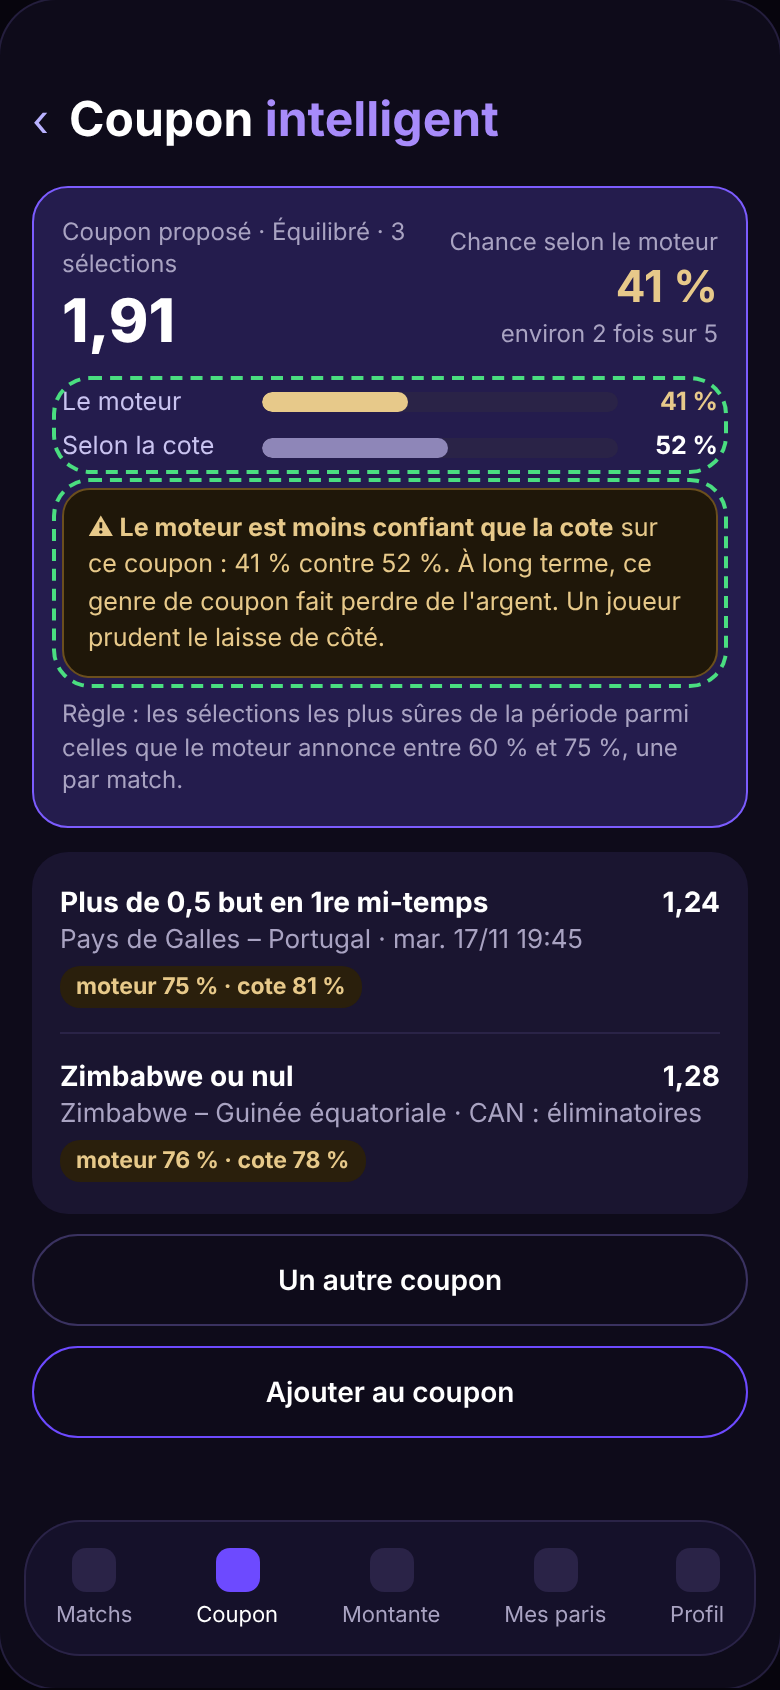 ‹ Coupon intelligent
Coupon proposé · Équilibré · 3
sélections
1,91
Chance selon le moteur
41 %
environ 2 fois sur 5
Le moteur 41 %
Selon la cote 52 %
⚠ Le moteur est moins confiant que la cote sur
ce coupon : 41 % contre 52 %. À long terme, ce
genre de coupon fait perdre de l'argent. Un joueur
prudent le laisse de côté.
Règle : les sélections les plus sûres de la période parmi
celles que le moteur annonce entre 60 % et 75 %, une
par match.
Plus de 0,5 but en 1re mi-temps 1,24
Pays de Galles – Portugal · mar. 17/11 19:45
moteur 75 % · cote 81 %
Zimbabwe ou nul 1,28
Zimbabwe – Guinée équatoriale · CAN : éliminatoires
moteur 76 % · cote 78 %
Un autre coupon
Ajouter au coupon
Matchs Coupon Montante Mes paris Profil